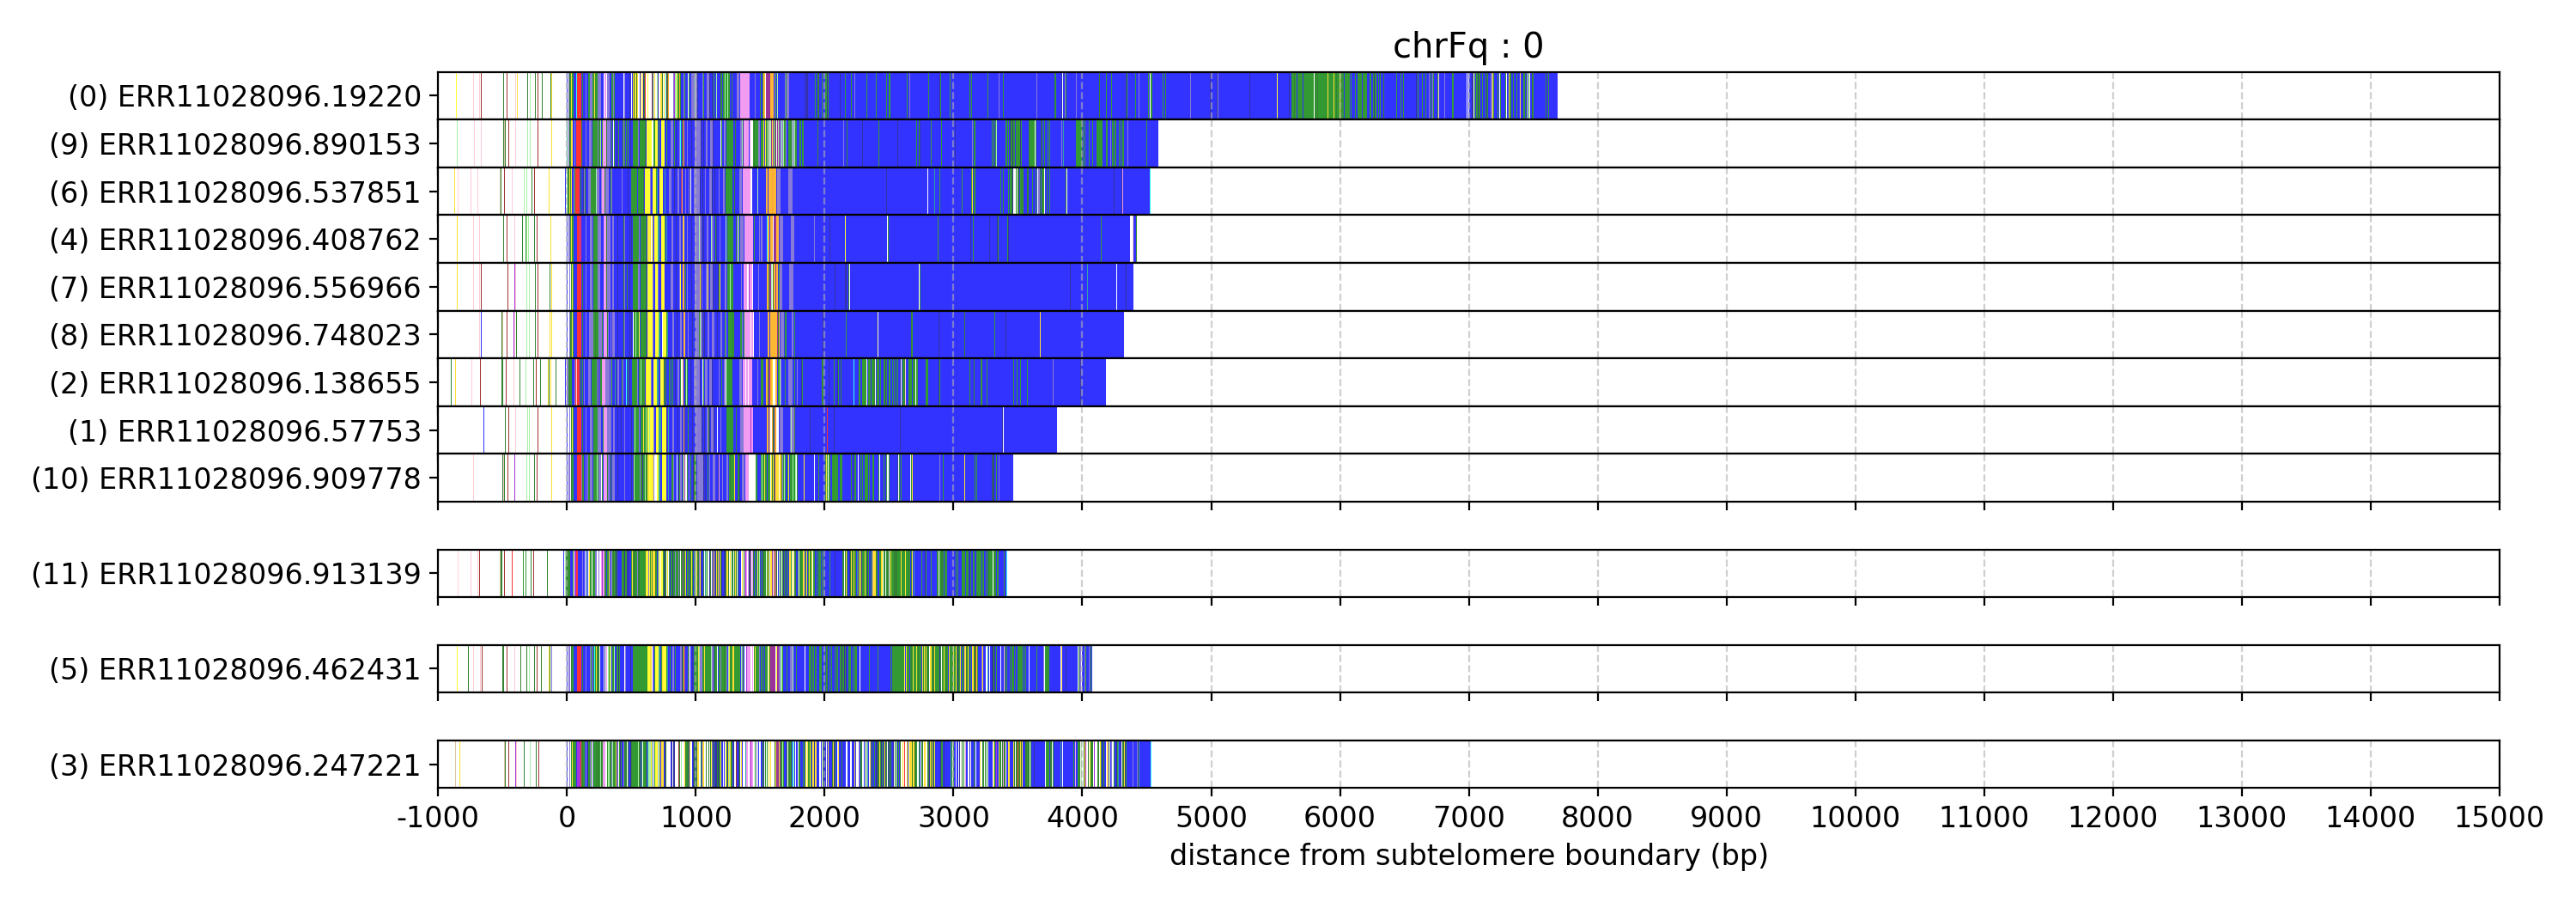 chrFq : 0
(0) ERR11028096.19220
(9) ERR11028096.890153
(6) ERR11028096.537851
(4) ERR11028096.408762
(7) ERR11028096.556966
(8) ERR11028096.748023
(2) ERR11028096.138655
(1) ERR11028096.57753
(10) ERR11028096.909778
(11) ERR11028096.913139
(5) ERR11028096.462431
(3) ERR11028096.247221
-1000 0 1000 2000 3000 4000 5000 6000 7000 8000 9000 10000 11000 12000 13000 14000 15000
distance from subtelomere boundary (bp)